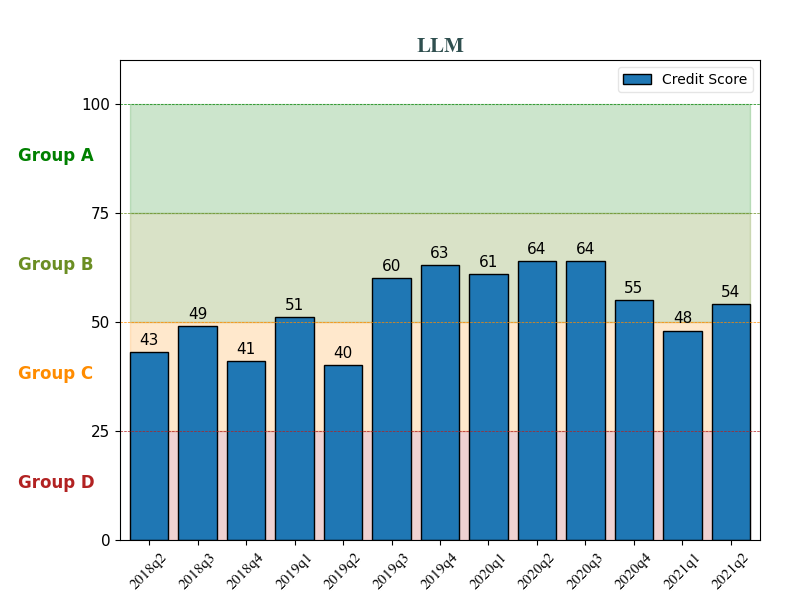 LLM
Credit Score
100
Group A
75
Group B
50
Group C
25
Group D
0
43
49
41
51
40
60
63
61
64
64
55
48
54
2018q2
2018q3
2018q4
2019q1
2019q2
2019q3
2019q4
2020q1
2020q2
2020q3
2020q4
2021q1
2021q2